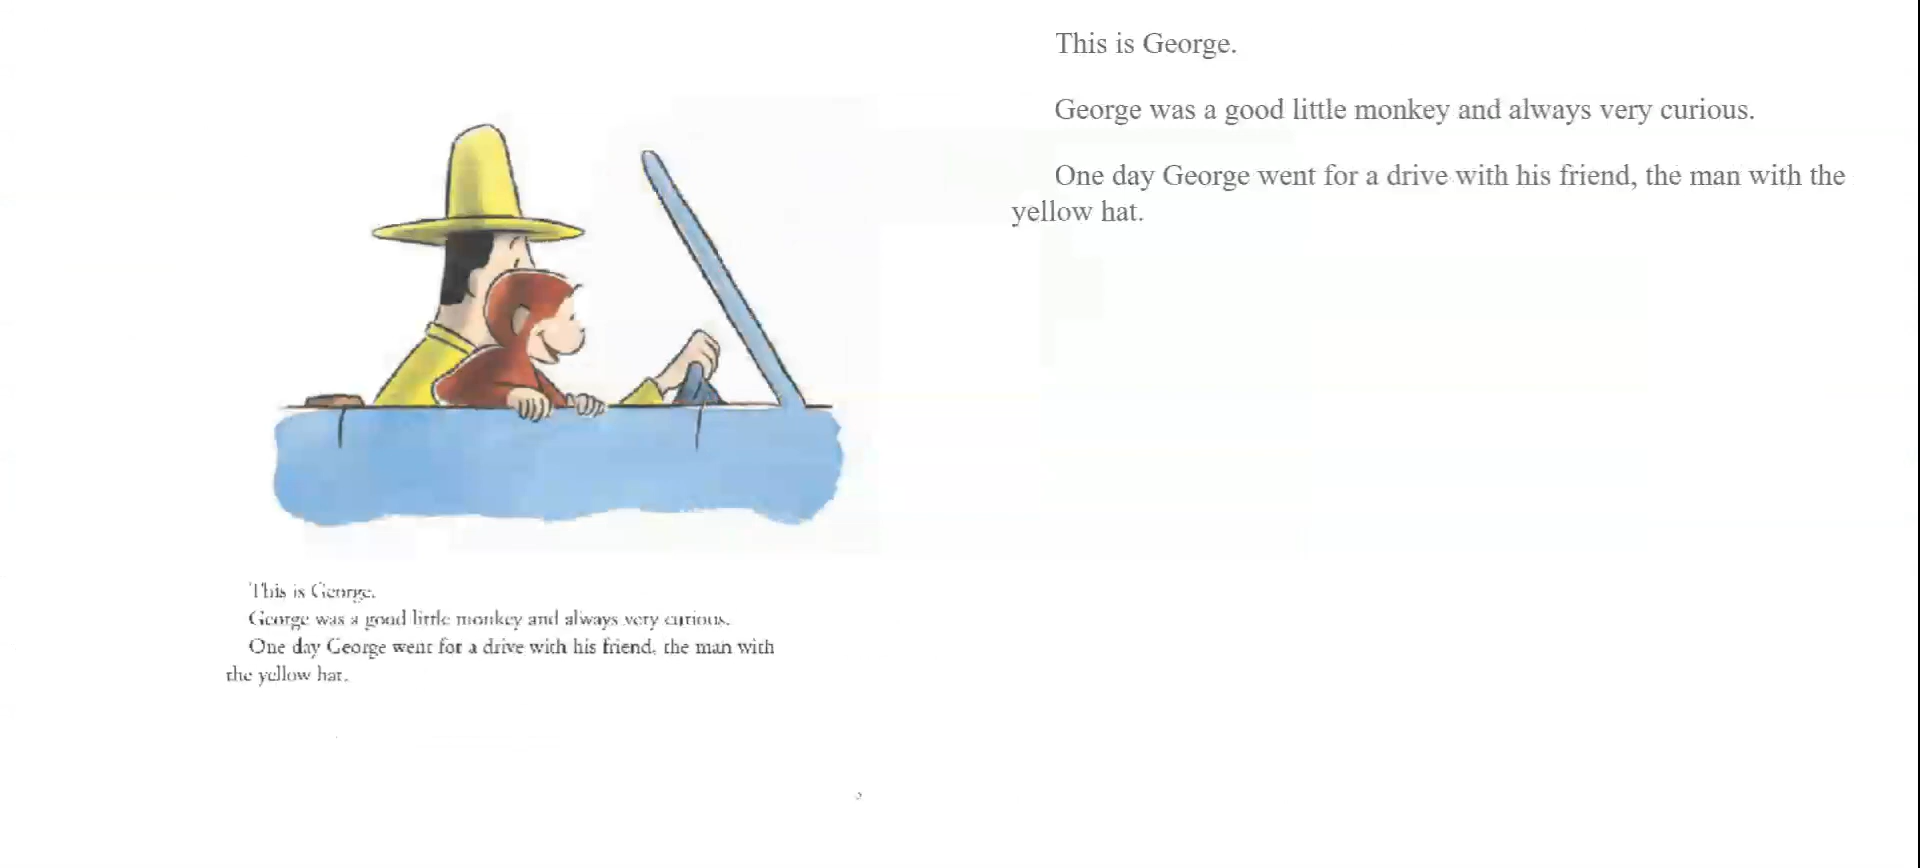 This is George.
George was a good little monkey and always very curious.
One day George went for a drive with his friend, the man with
the yellow hat.
This is George.
George was a good little monkey and always very curious.
One day George went for a drive with his friend, the man with the
yellow hat.